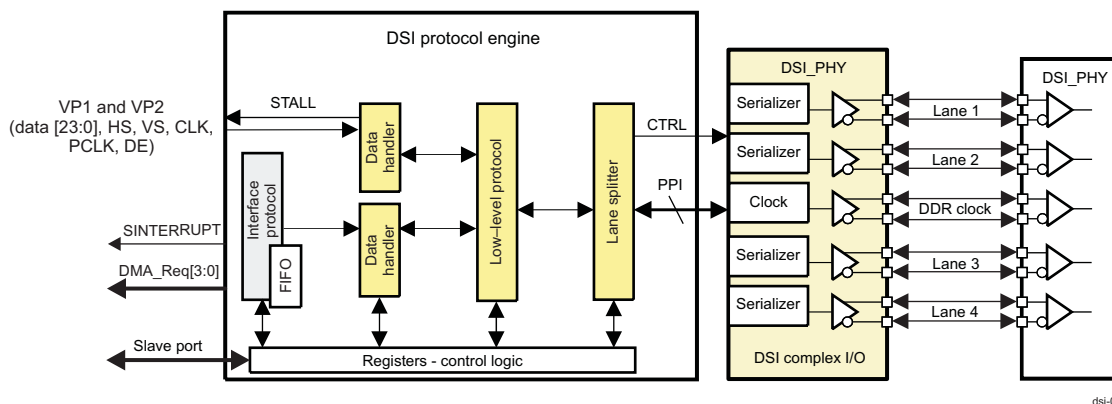 DSI protocol engine
DSI_PHY
DSI_PHY
VP1 and VP2
(data [23:0], HS, VS, CLK,
PCLK, DE)
STALL
Data
handler
Low–level protocol
Lane splitter
CTRL
PPI
Interface
protocol
FIFO
Data
handler
SINTERRUPT
DMA_Req[3:0]
Slave port
Registers - control logic
Serializer
Serializer
Clock
Serializer
Serializer
DSI complex I/O
Lane 1
Lane 2
DDR clock
Lane 3
Lane 4